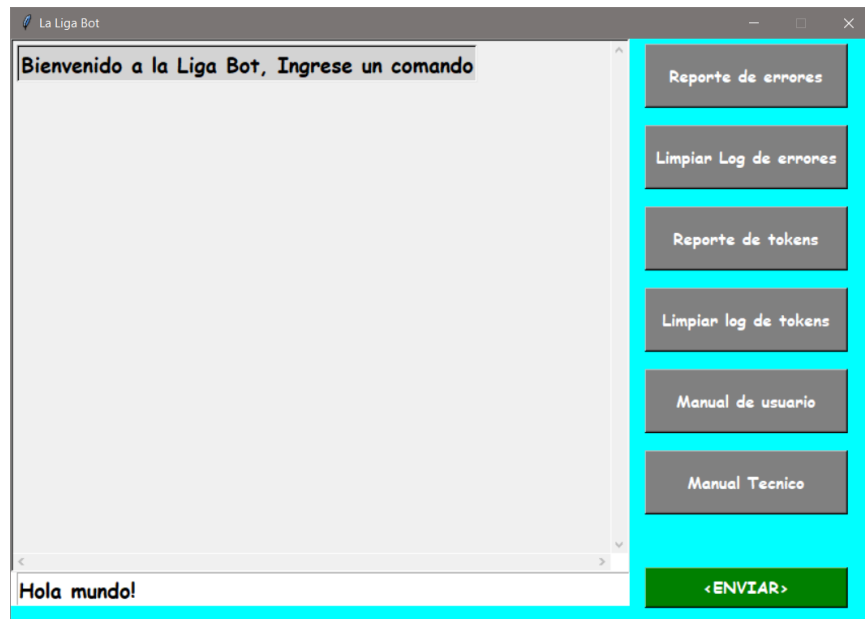 La Liga Bot
Bienvenido a la Liga Bot, Ingrese un comando
Reporte de errores
Limpiar Log de errores
Reporte de tokens
Limpiar log de tokens
Manual de usuario
Manual Tecnico
Hola mundo!
<ENVIAR>